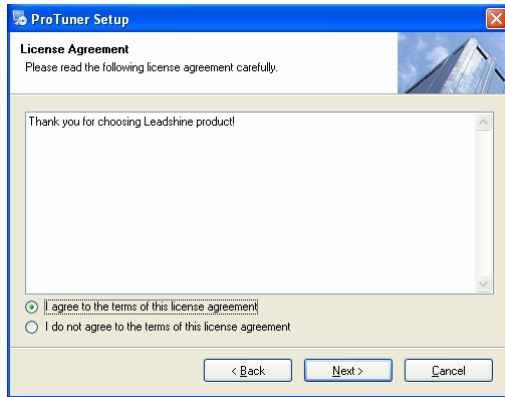 ProTuner Setup
License Agreement
Please read the following license agreement carefully.
Thank you for choosing Leadshine product!
I agree to the terms of this license agreement
I do not agree to the terms of this license agreement
< Back Next > Cancel